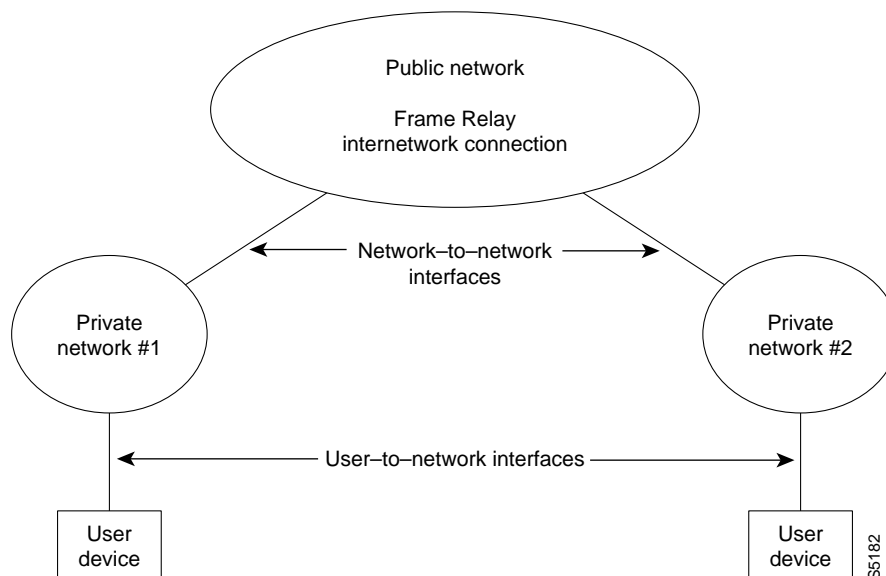 Public network
Frame Relay
internetwork connection
Network–to–network
interfaces
Private
network #1
Private
network #2
User–to–network interfaces
User
device
User
device
S5182